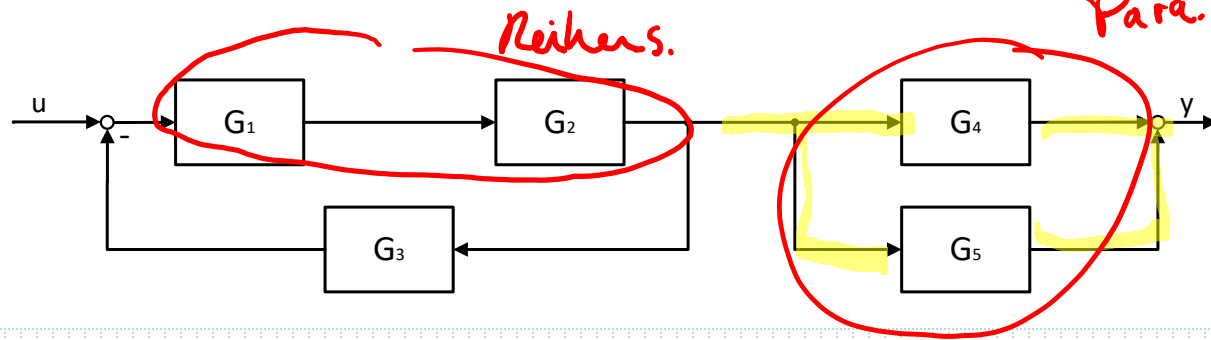 Para.
Reihens.
u
G₁
G₂
G₄
y
-
G₃
G₅